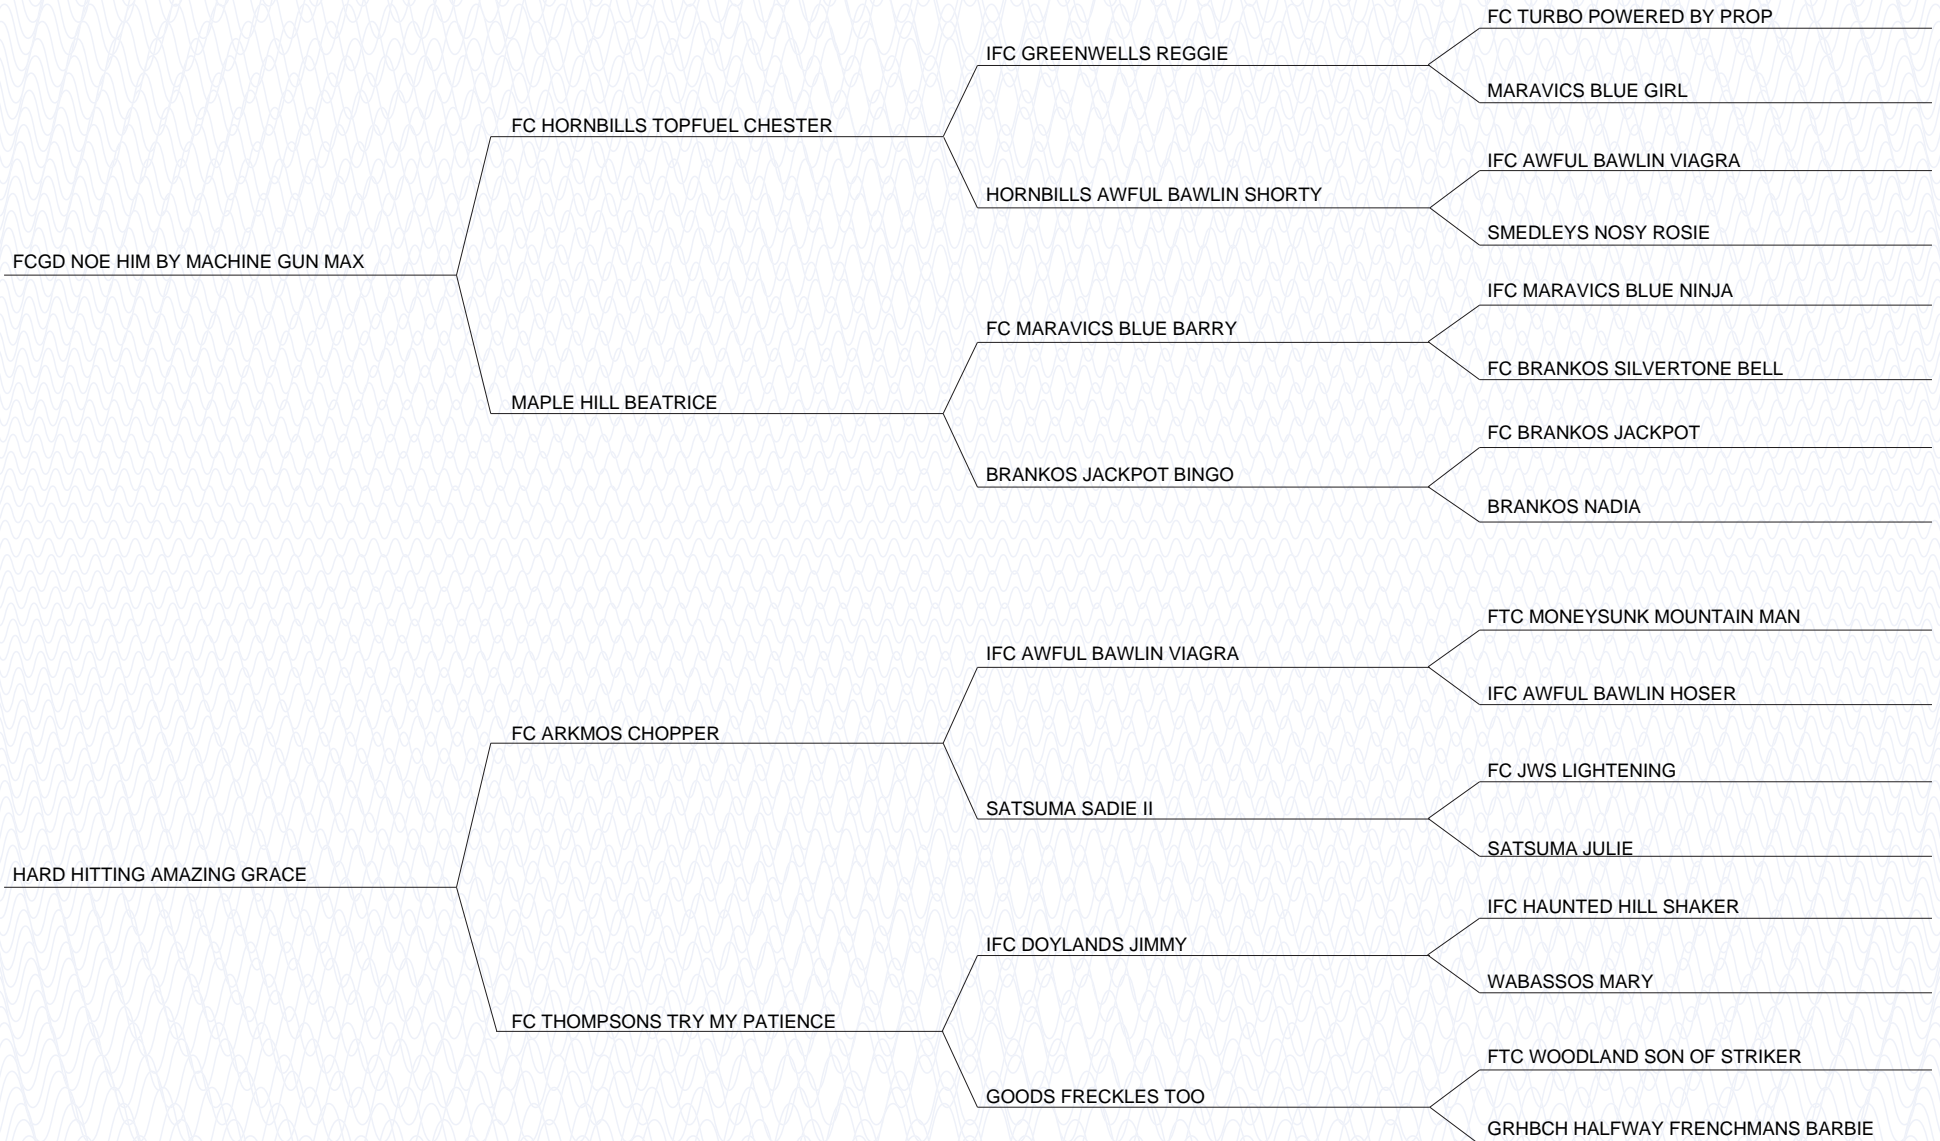 FC TURBO POWERED BY PROP
IFC GREENWELLS REGGIE
MARAVICS BLUE GIRL
FC HORNBILLS TOPFUEL CHESTER
IFC AWFUL BAWLIN VIAGRA
HORNBILLS AWFUL BAWLIN SHORTY
SMEDLEYS NOSY ROSIE
FCGD NOE HIM BY MACHINE GUN MAX
IFC MARAVICS BLUE NINJA
FC MARAVICS BLUE BARRY
FC BRANKOS SILVERTONE BELL
MAPLE HILL BEATRICE
FC BRANKOS JACKPOT
BRANKOS JACKPOT BINGO
BRANKOS NADIA
FTC MONEYSUNK MOUNTAIN MAN
IFC AWFUL BAWLIN VIAGRA
IFC AWFUL BAWLIN HOSER
FC ARKMOS CHOPPER
FC JWS LIGHTENING
SATSUMA SADIE II
SATSUMA JULIE
HARD HITTING AMAZING GRACE
IFC HAUNTED HILL SHAKER
IFC DOYLANDS JIMMY
WABASSOS MARY
FC THOMPSONS TRY MY PATIENCE
FTC WOODLAND SON OF STRIKER
GOODS FRECKLES TOO
GRHBCH HALFWAY FRENCHMANS BARBIE